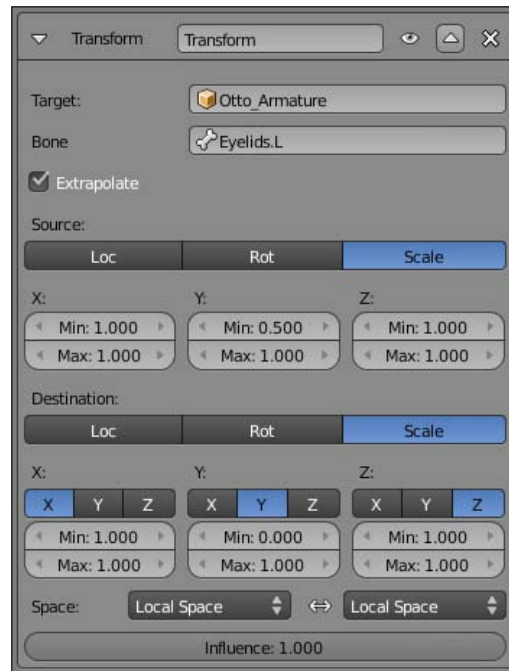 Transform Transform
Target: Otto_Armature
Bone Eyelids.L
Extrapolate
Source:
Loc Rot Scale
X: Y: Z:
Min: 1.000 Min: 0.500 Min: 1.000
Max: 1.000 Max: 1.000 Max: 1.000
Destination:
Loc Rot Scale
X: Y: Z:
X Y Z X Y Z X Y Z
Min: 1.000 Min: 0.000 Min: 1.000
Max: 1.000 Max: 1.000 Max: 1.000
Space: Local Space Local Space
Influence: 1.000